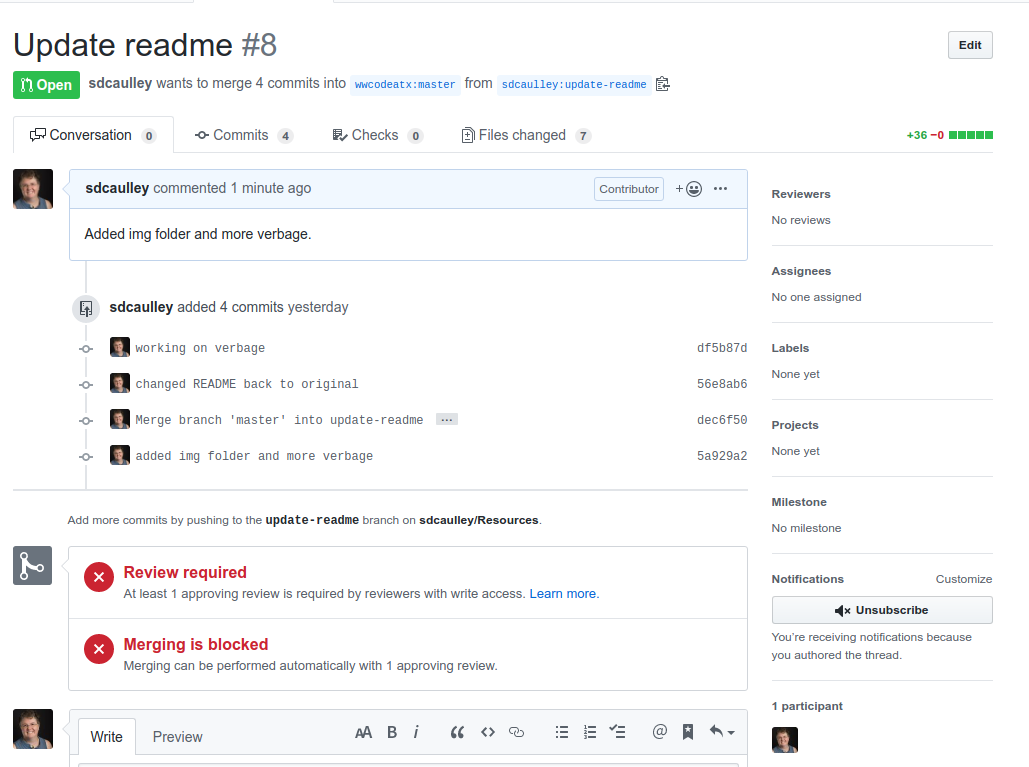 Update readme #8
Edit
Open
sdcaulley wants to merge 4 commits into wwcodeatx:master from sdcaulley:update-readme
Conversation 0
Commits 4
Checks 0
Files changed 7
+36 −0
sdcaulley commented 1 minute ago
Contributor
+
Added img folder and more verbage.
sdcaulley added 4 commits yesterday
working on verbage df5b87d
changed README back to original 56e8ab6
Merge branch 'master' into update-readme … dec6f50
added img folder and more verbage 5a929a2
Add more commits by pushing to the update-readme branch on sdcaulley/Resources.
Review required
At least 1 approving review is required by reviewers with write access. Learn more.
Merging is blocked
Merging can be performed automatically with 1 approving review.
Write
Preview
AA B i “ <> @
Reviewers
No reviews
Assignees
No one assigned
Labels
None yet
Projects
None yet
Milestone
No milestone
Notifications Customize
Unsubscribe
You’re receiving notifications because
you authored the thread.
1 participant